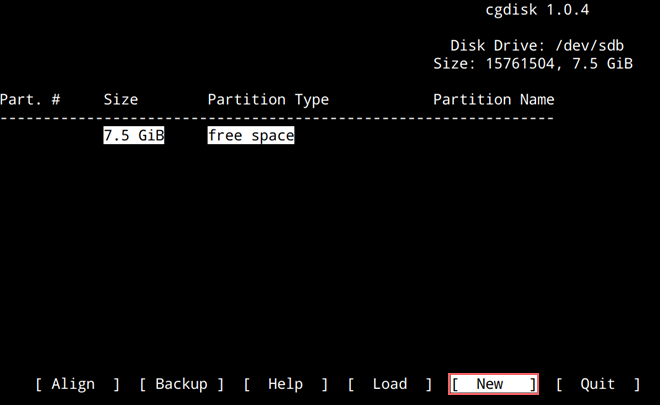 cgdisk 1.0.4
Disk Drive: /dev/sdb
Size: 15761504, 7.5 GiB
Part. # Size Partition Type Partition Name
----------------------------------------------------------------
7.5 GiB free space
[ Align ] [ Backup ] [ Help ] [ Load ] [ New ] [ Quit ]